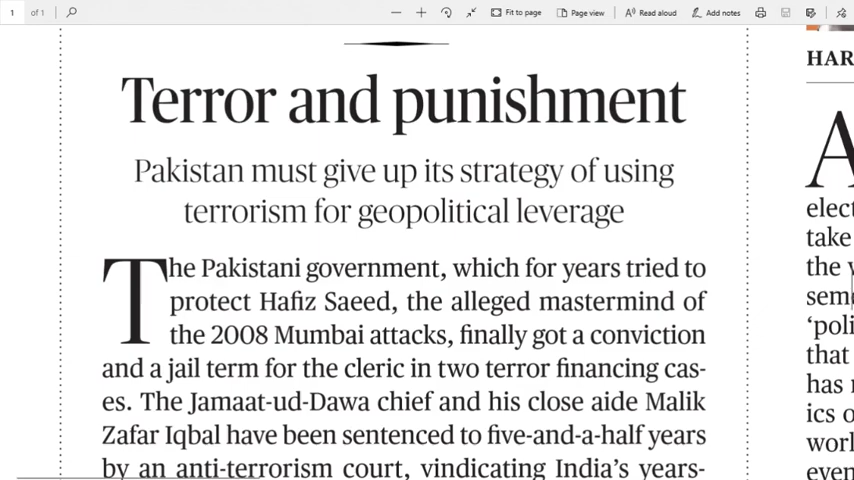 1 of 1 Fit to page Page view Read aloud Add notes
Terror and punishment
Pakistan must give up its strategy of using
terrorism for geopolitical leverage
The Pakistani government, which for years tried to
protect Hafiz Saeed, the alleged mastermind of
the 2008 Mumbai attacks, finally got a conviction
and a jail term for the cleric in two terror financing cas-
es. The Jamaat-ud-Dawa chief and his close aide Malik
Zafar Iqbal have been sentenced to five-and-a-half years
by an anti-terrorism court, vindicating India's years-
HAR
A
elect
take
the
sem
'poli
that
has
ics o
worl
even